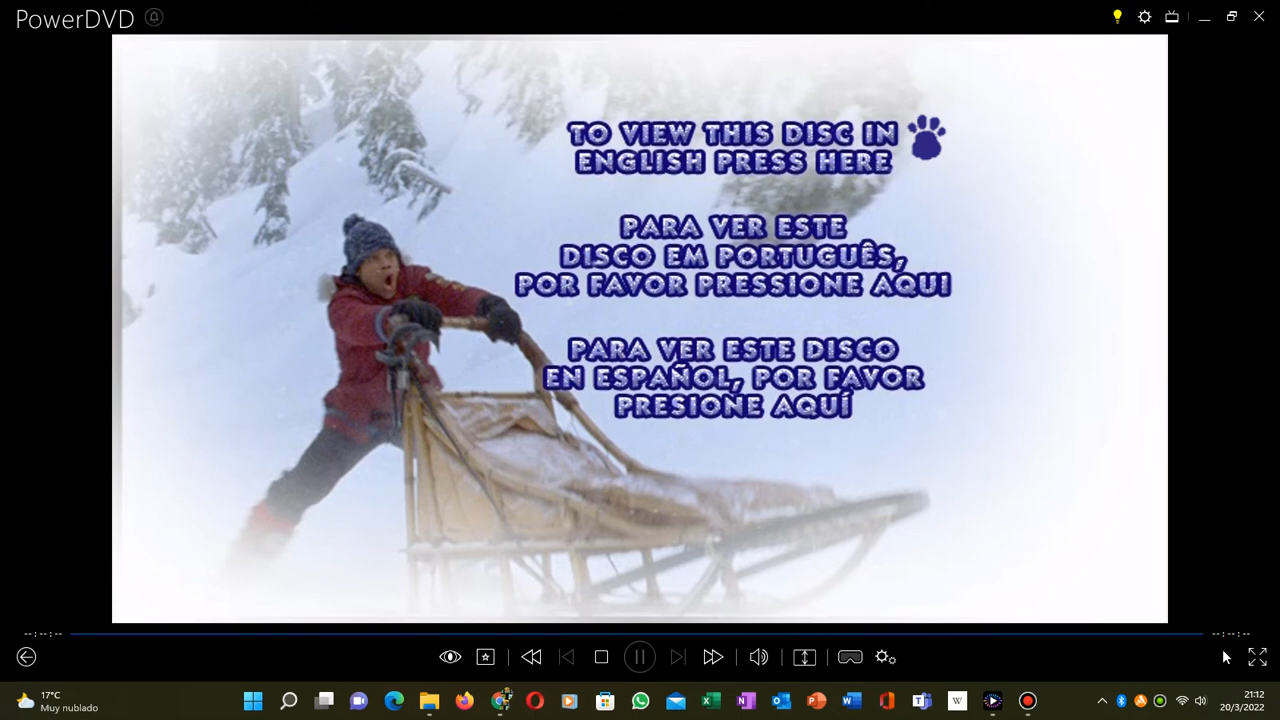 PowerDVD
TO VIEW THIS DISC IN
ENGLISH PRESS HERE
PARA VER ESTE
DISCO EM PORTUGUÊS,
POR FAVOR PRESSIONE AQUI
PARA VER ESTE DISCO
EN ESPAÑOL, POR FAVOR
PRESIONE AQUÍ
--:--:--
--:--:--
17°C
Muy nublado
21:12
20/3/2022